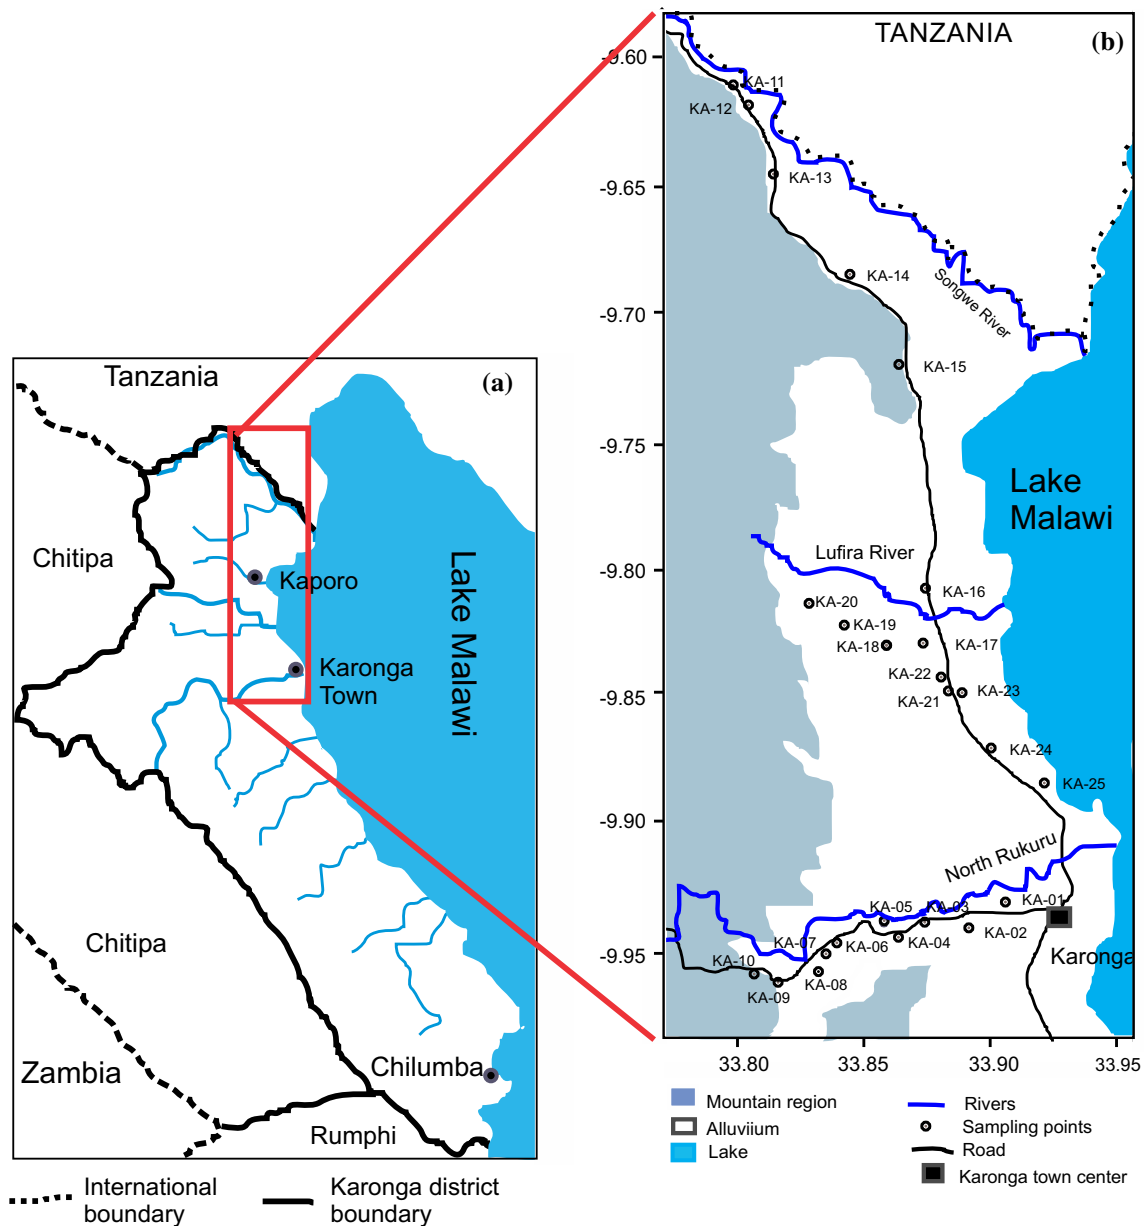 TANZANIA
(b)
-9.60
KA-11
KA-12
-9.65
KA-13
KA-14
Songwe River
-9.70
KA-15
-9.75
Lake
Malawi
Lufira River
-9.80
KA-16
KA-20
KA-19
KA-18
KA-17
KA-22
KA-21
KA-23
-9.85
KA-24
KA-25
-9.90
North Rukuru
KA-05
KA-03
KA-01
KA-07
KA-06
KA-04
KA-02
-9.95
KA-10
Karonga
KA-09
KA-08
33.80
33.85
33.90
33.95
Mountain region
Alluviium
Lake
Rivers
Sampling points
Road
Karonga town center
Tanzania
(a)
Chitipa
Kaporo
Lake Malawi
Karonga
Town
Chitipa
Zambia
Chilumba
Rumphi
International
boundary
Karonga district
boundary